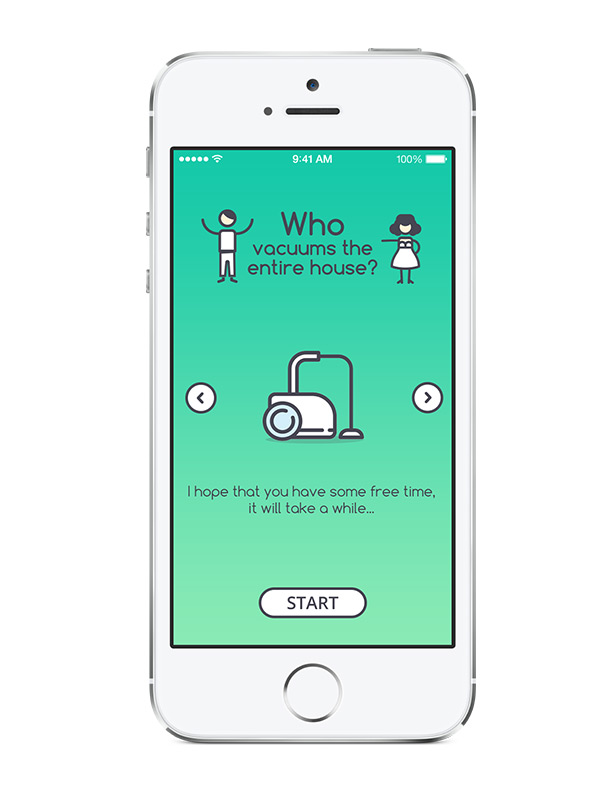 9:41 AM
100%
Who
vacuums the
entire house?
I hope that you have some free time,
it will take a while...
START